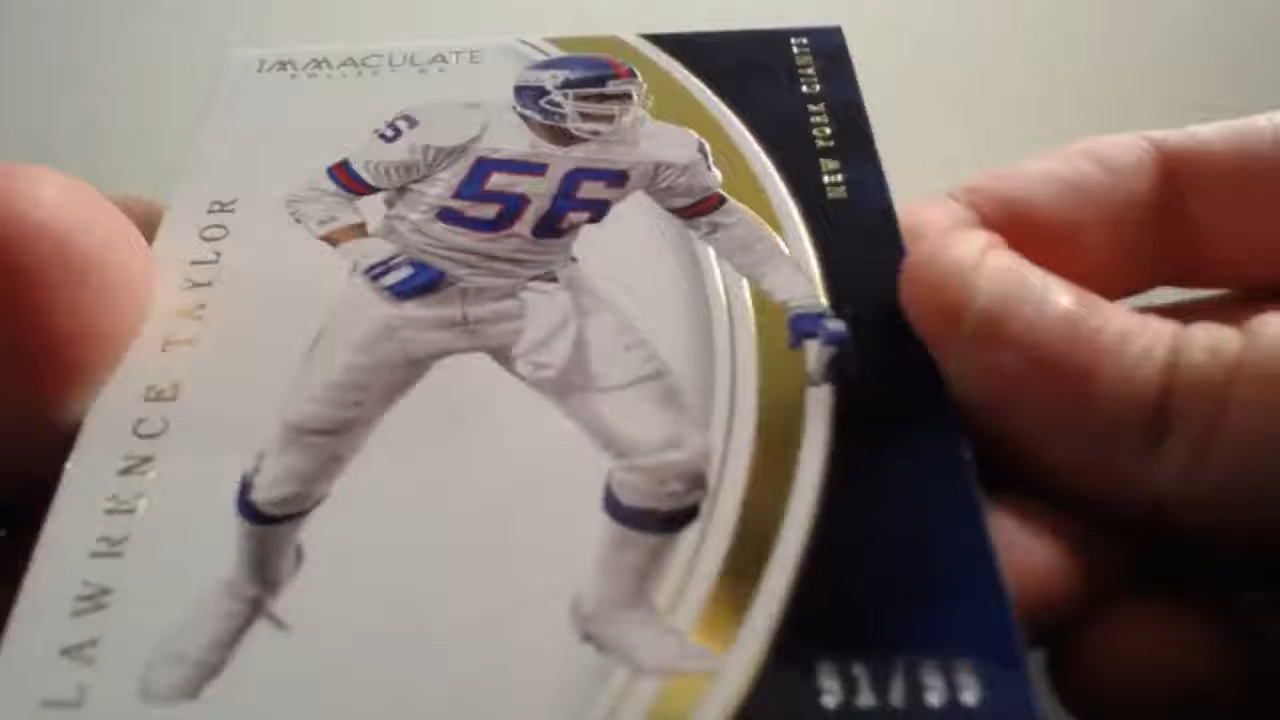 IMMACULATE
COLLECTION
NEW YORK GIANTS
56
LAWRENCE TAYLOR